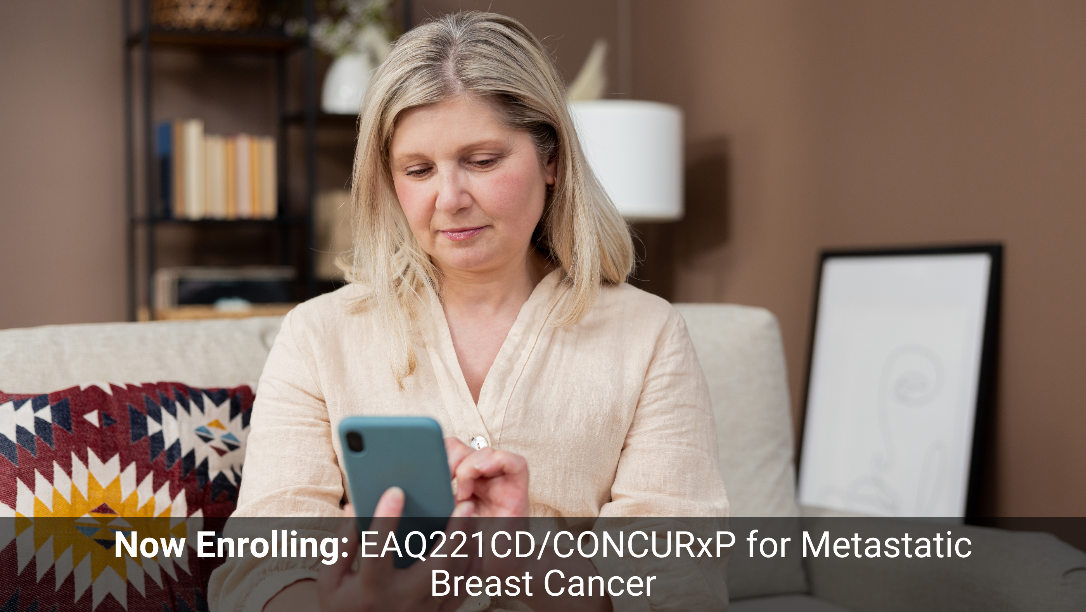 Now Enrolling: EAQ221CD/CONCURxP for Metastatic
Breast Cancer